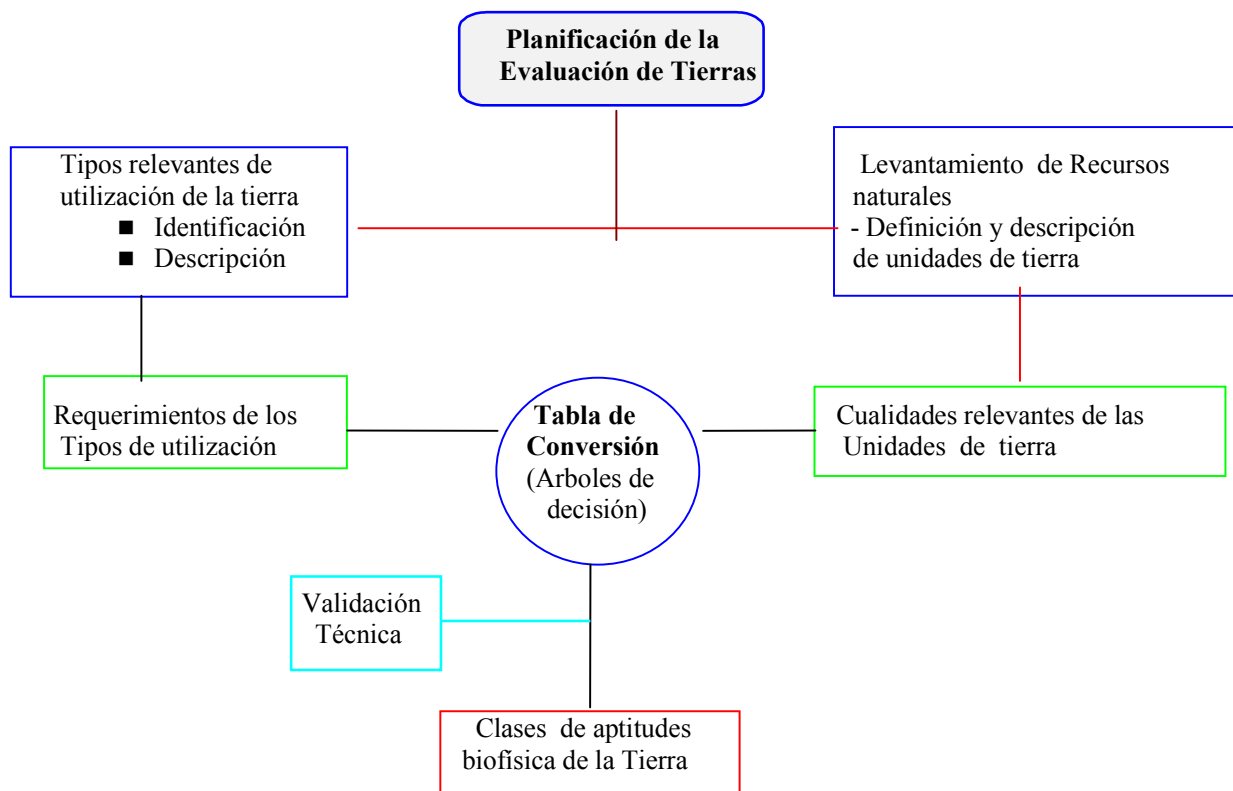 Planificación de la
Evaluación de Tierras
Tipos relevantes de
utilización de la tierra
■ Identificación
■ Descripción
Levantamiento de Recursos
naturales
- Definición y descripción
de unidades de tierra
Requerimientos de los
Tipos de utilización
Tabla de
Conversión
(Arboles de
decisión)
Cualidades relevantes de las
Unidades de tierra
Validación
Técnica
Clases de aptitudes
biofísica de la Tierra